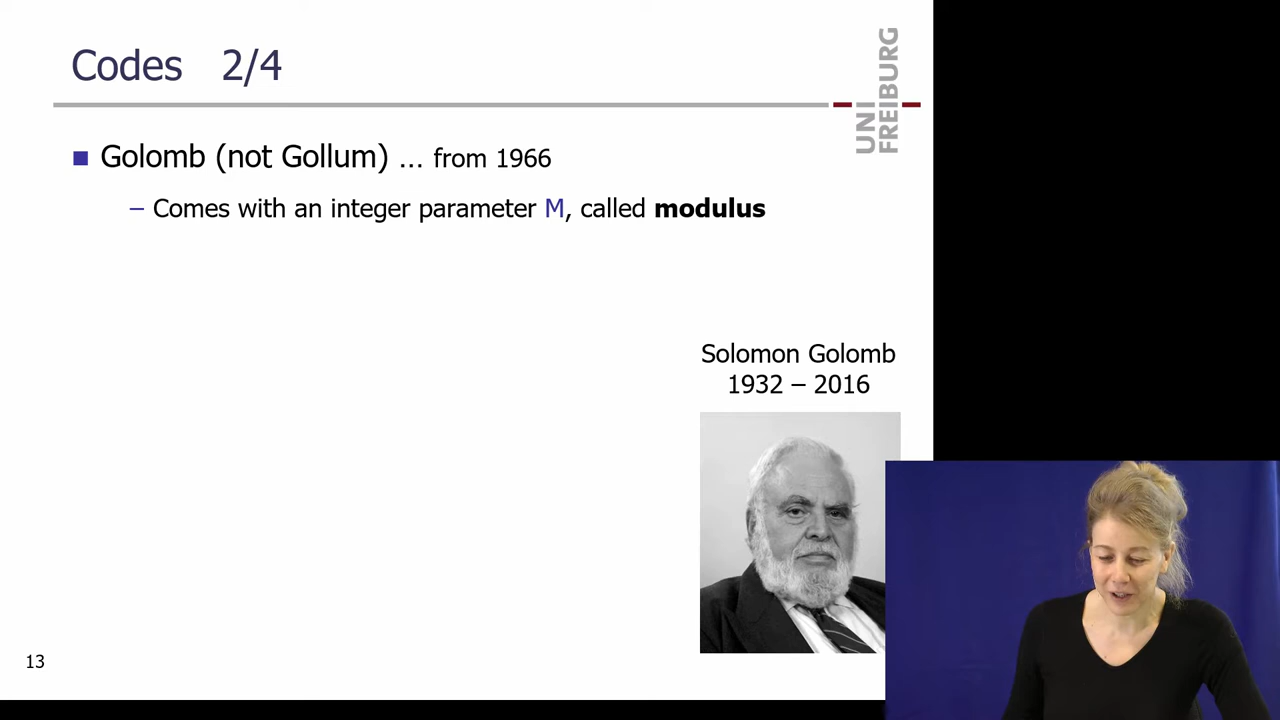 Codes 2/4
UNI
FREIBURG
■ Golomb (not Gollum) … from 1966
– Comes with an integer parameter M, called modulus
Solomon Golomb
1932 – 2016
13